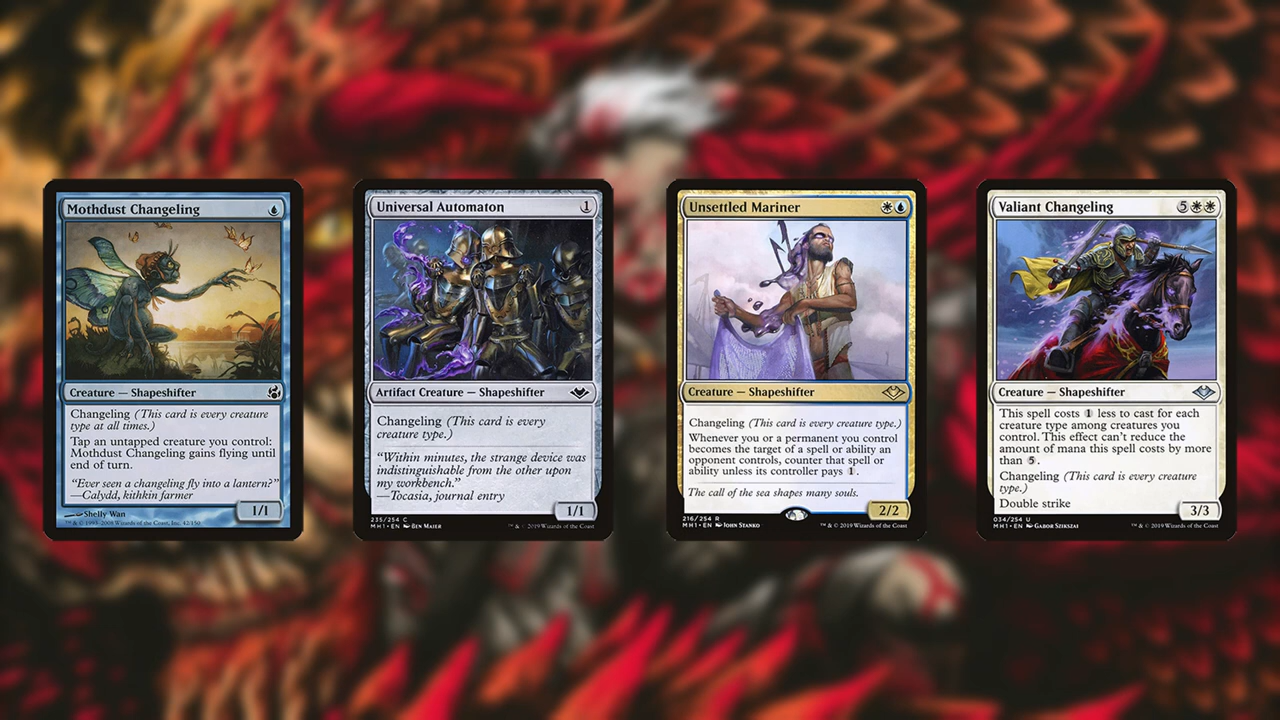 Mothdust Changeling
Creature — Shapeshifter
Changeling (This card is every creature
type at all times.)
Tap an untapped creature you control:
Mothdust Changeling gains flying until
end of turn.
“Ever seen a changeling fly into a lantern?”
—Calydd, kithkin farmer
Shelly Wan
1/1
™ & © 1993–2008 Wizards of the Coast, Inc. 42/150
Universal Automaton 1
Artifact Creature — Shapeshifter
Changeling (This card is every
creature type.)
“Within minutes, the strange device was
indistinguishable from the other upon
my workbench.”
—Tocasia, journal entry
1/1
235/254 C
MH1 • EN BEN MAIER ™ & © 2019 Wizards of the Coast
Unsettled Mariner
Creature — Shapeshifter
Changeling (This card is every creature type.)
Whenever you or a permanent you control
becomes the target of a spell or ability an
opponent controls, counter that spell or
ability unless its controller pays 1.
The call of the sea shapes many souls.
2/2
216/254 R
MH1 • EN JOHN STANKO ™ & © 2019 Wizards of the Coast
Valiant Changeling 5
Creature — Shapeshifter
This spell costs 1 less to cast for each
creature type among creatures you
control. This effect can’t reduce the
amount of mana this spell costs by more
than 5.
Changeling (This card is every creature
type.)
Double strike
3/3
034/254 U
MH1 • EN GABOR SZIKSZAI ™ & © 2019 Wizards of the Coast